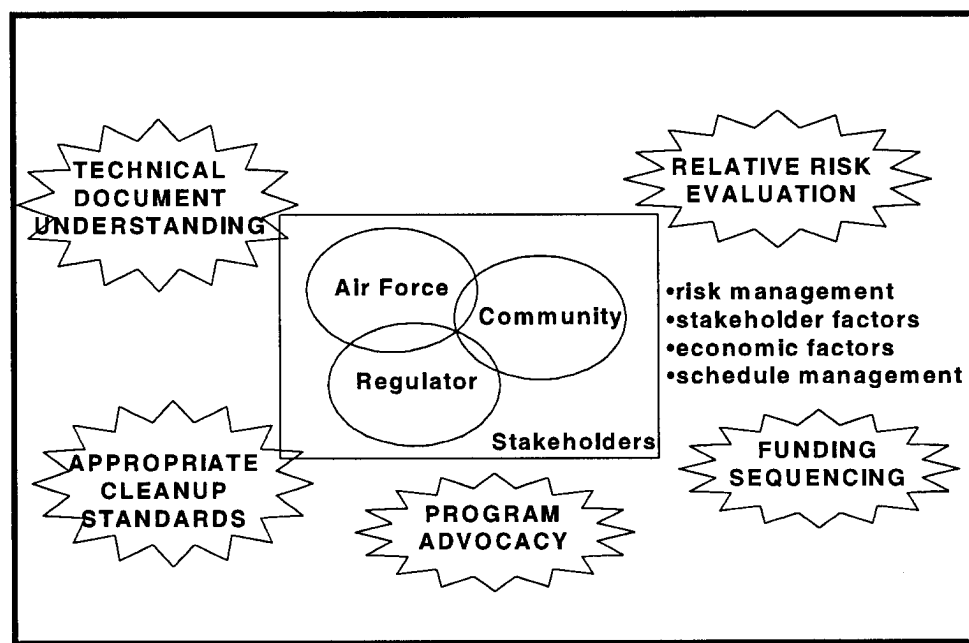 TECHNICAL
DOCUMENT
UNDERSTANDING
RELATIVE RISK
EVALUATION
Air Force
Community
Regulator
Stakeholders
•risk management
•stakeholder factors
•economic factors
•schedule management
APPROPRIATE
CLEANUP
STANDARDS
PROGRAM
ADVOCACY
FUNDING
SEQUENCING